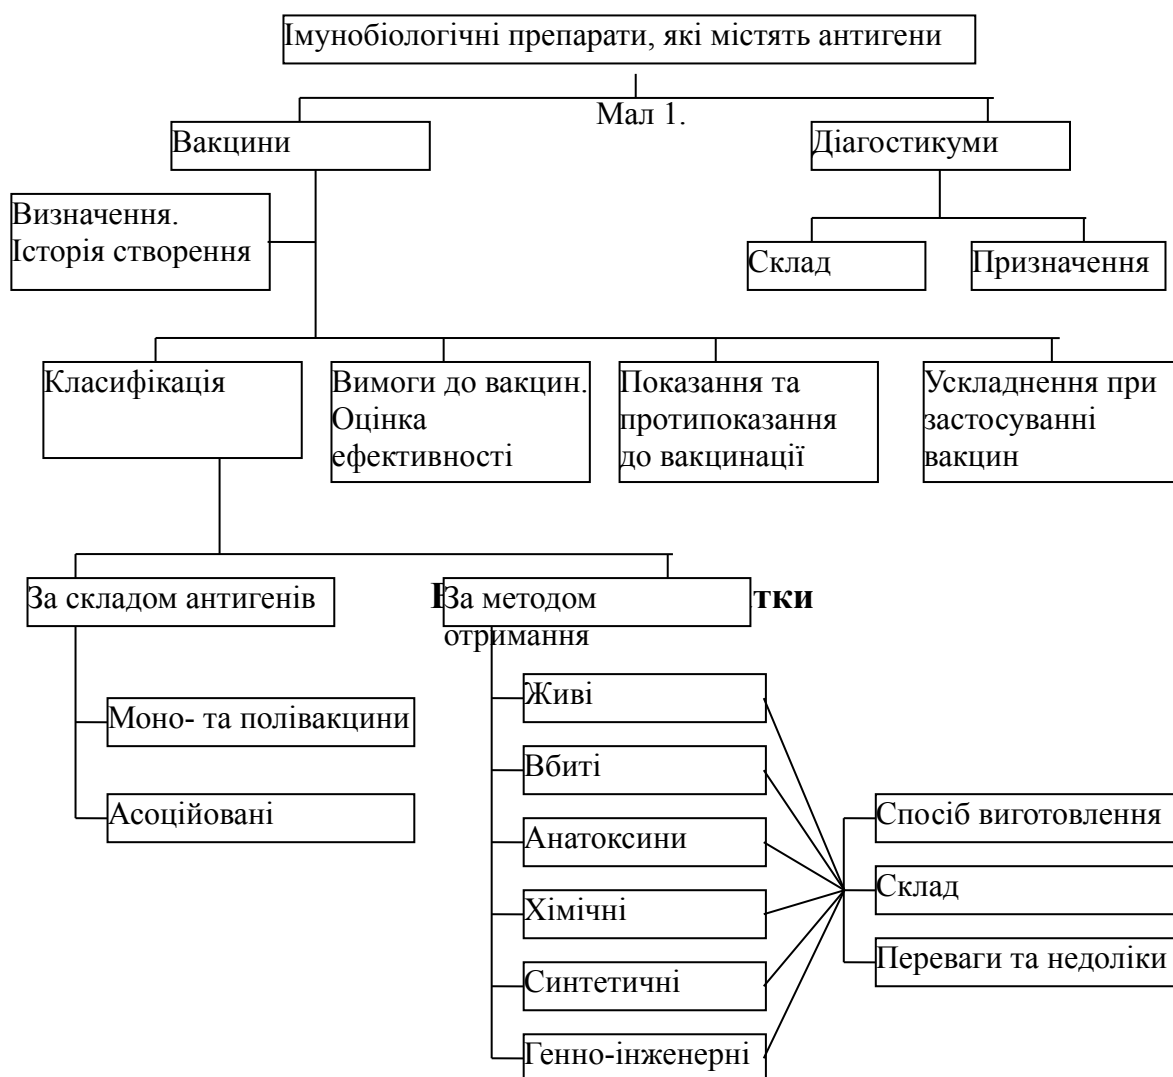 Імунобіологічні препарати, які містять антигени
Мал 1.
Вакцини
Діагостикуми
Визначення.
Історія створення
Склад
Призначення
Класифікація
Вимоги до вакцин.
Оцінка
ефективності
Показання та
протипоказання
до вакцинації
Ускладнення при
застосуванні
вакцин
За складом антигенів
За методом
отримання
тки
Моно- та полівакцини
Асоційовані
Живі
Вбиті
Анатоксини
Хімічні
Синтетичні
Генно-інженерні
Спосіб виготовлення
Склад
Переваги та недоліки